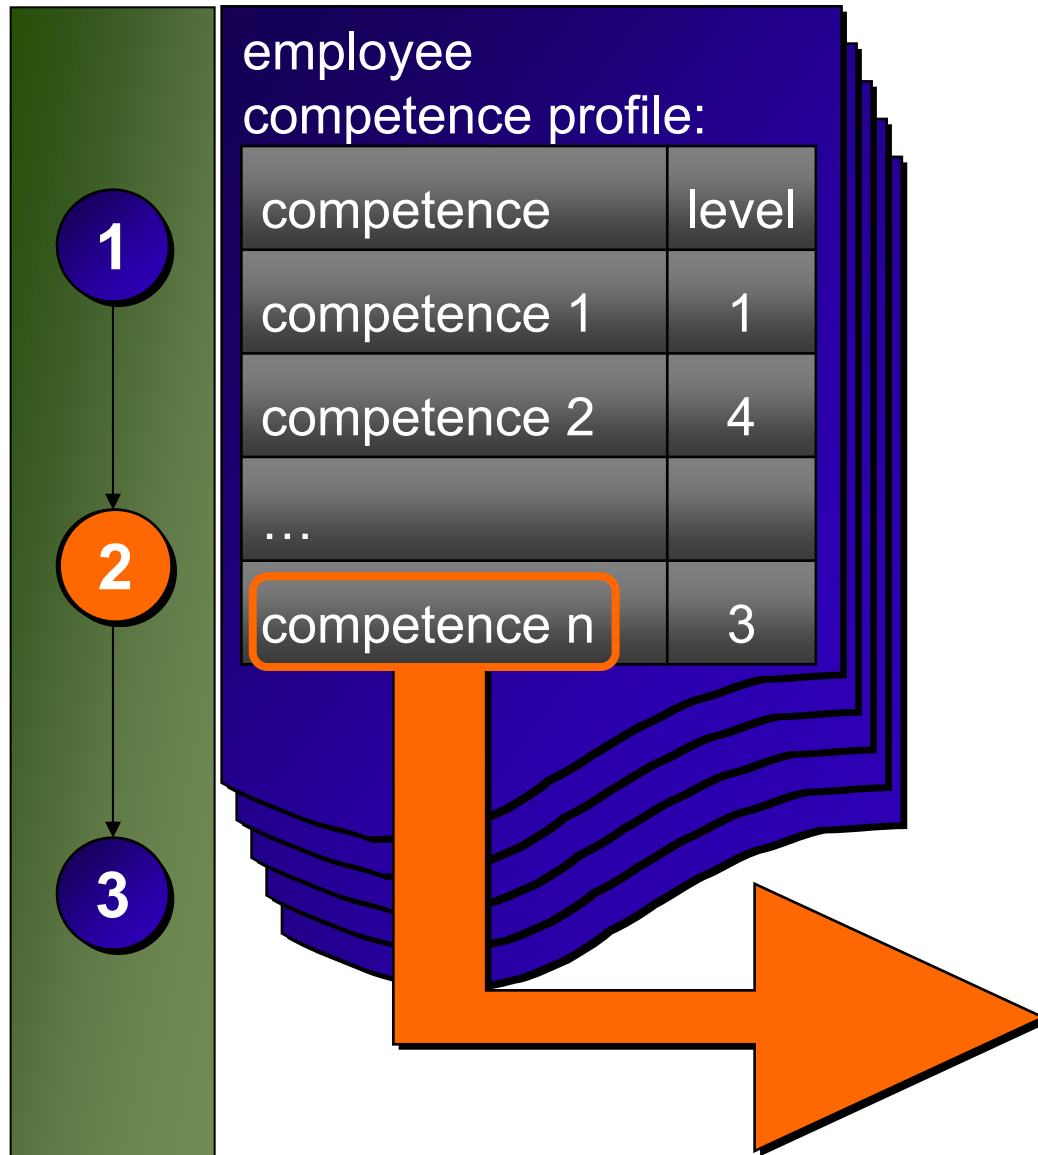 employee
competence profile:
competence level
competence 1 1
competence 2 4
…
competence n 3
1
2
3